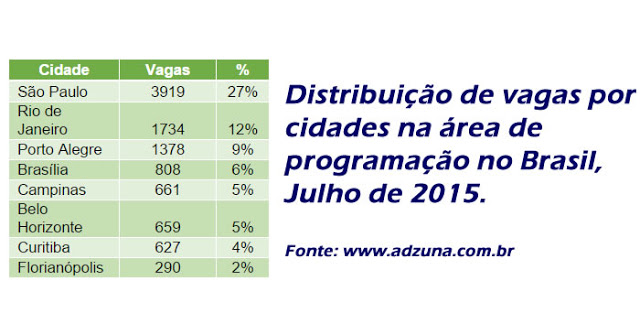 Cidade Vagas %
São Paulo 3919 27%
Rio de
Janeiro 1734 12%
Porto Alegre 1378 9%
Brasília 808 6%
Campinas 661 5%
Belo
Horizonte 659 5%
Curitiba 627 4%
Florianópolis 290 2%
Distribuição de vagas por
cidades na área de
programação no Brasil,
Julho de 2015.
Fonte: www.adzuna.com.br